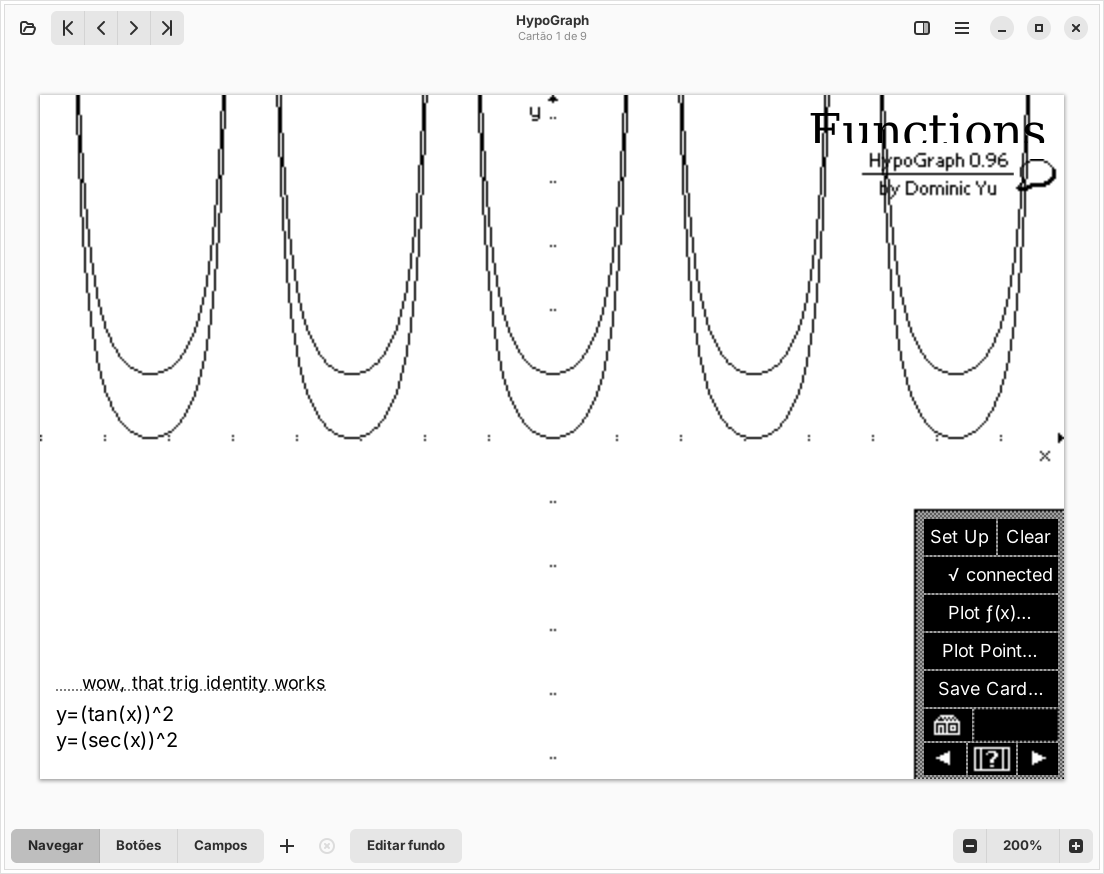 HypoGraph
Cartão 1 de 9
y
Functions
HypoGraph 0.96
by Dominic Yu
x
Set Up Clear
√ connected
Plot ƒ(x)...
Plot Point...
Save Card...
?
wow, that trig identity works
y=(tan(x))^2
y=(sec(x))^2
Navegar Botões Campos Editar fundo 200%